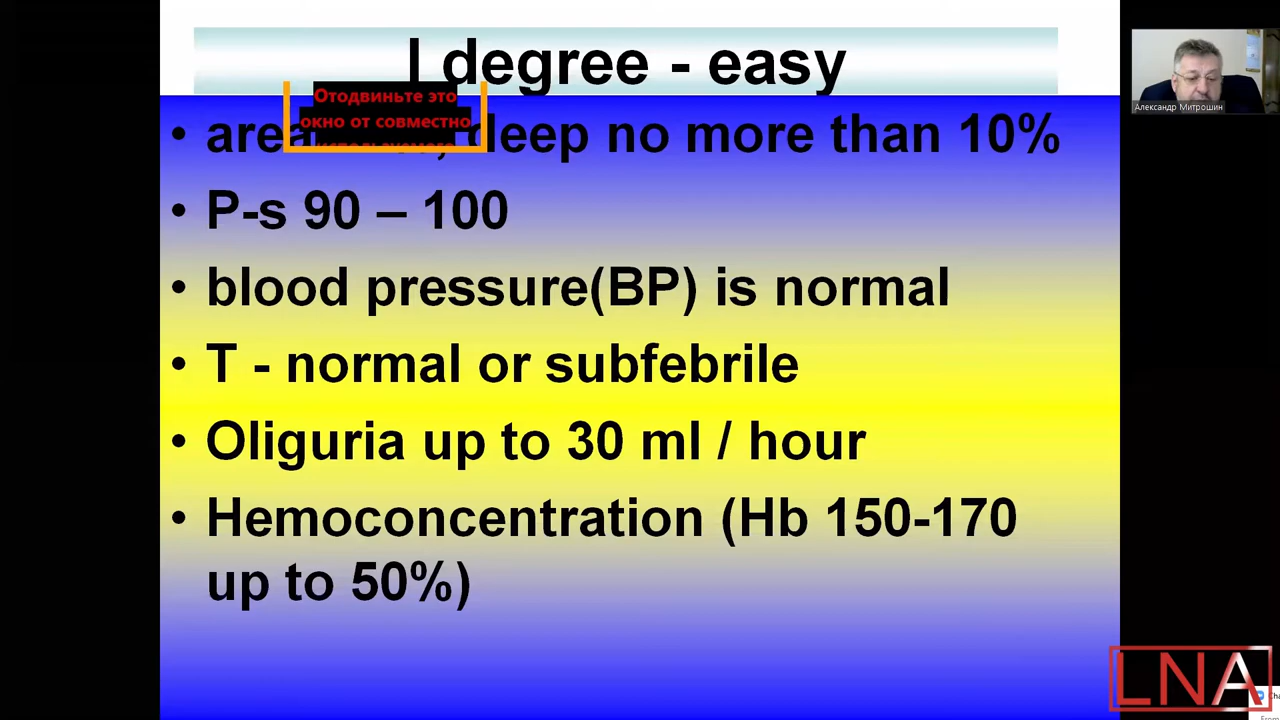 I degree - easy
Отодвиньте это
окно от совместно
• area deep no more than 10%
• P-s 90 – 100
• blood pressure(BP) is normal
• T - normal or subfebrile
• Oliguria up to 30 ml / hour
• Hemoconcentration (Hb 150-170
up to 50%)
Александр Митрошин
LNA